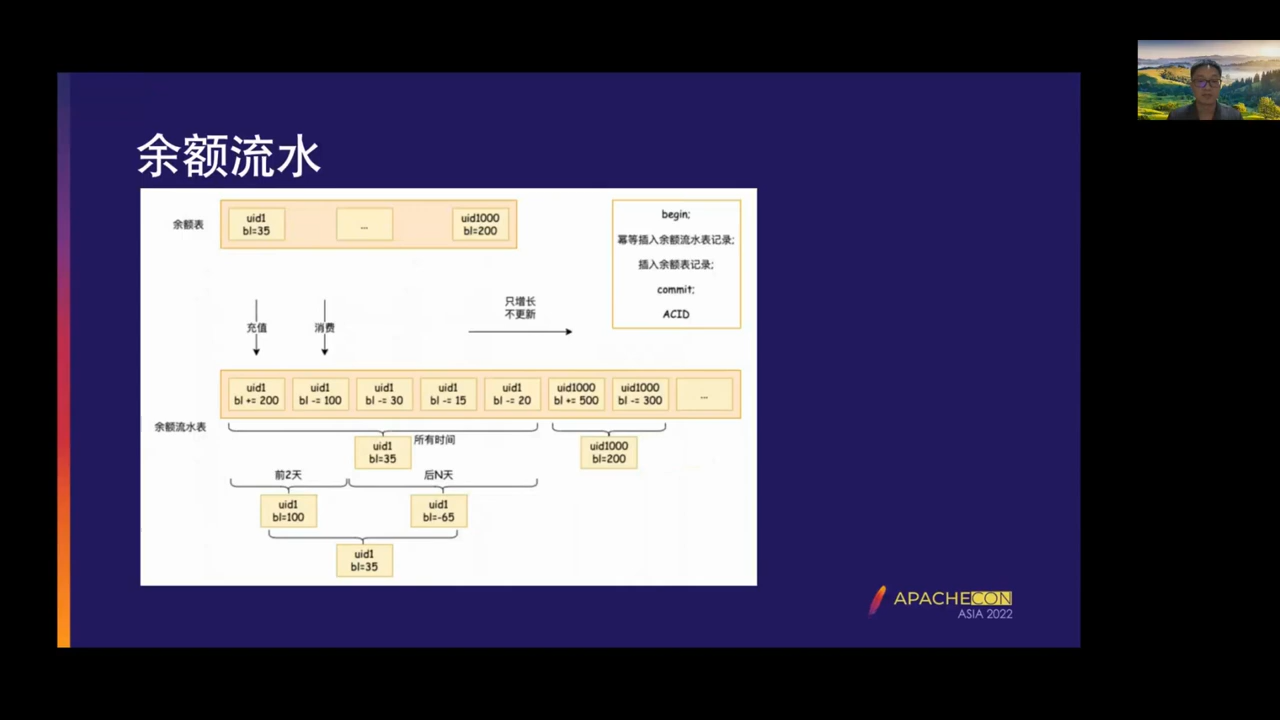 余额流水
余额表
uid1
bl=35
...
uid1000
bl=200
begin;
幂等插入余额流水表记录;
插入余额表记录;
commit;
ACID
充值
消费
只增长
不更新
余额流水表
uid1
bl += 200
uid1
bl -= 100
uid1
bl -= 30
uid1
bl -= 15
uid1
bl -= 20
uid1000
bl += 500
uid1000
bl -= 300
...
uid1
bl=35
所有时间
uid1000
bl=200
前2天
后N天
uid1
bl=100
uid1
bl=-65
uid1
bl=35
APACHECON
ASIA 2022